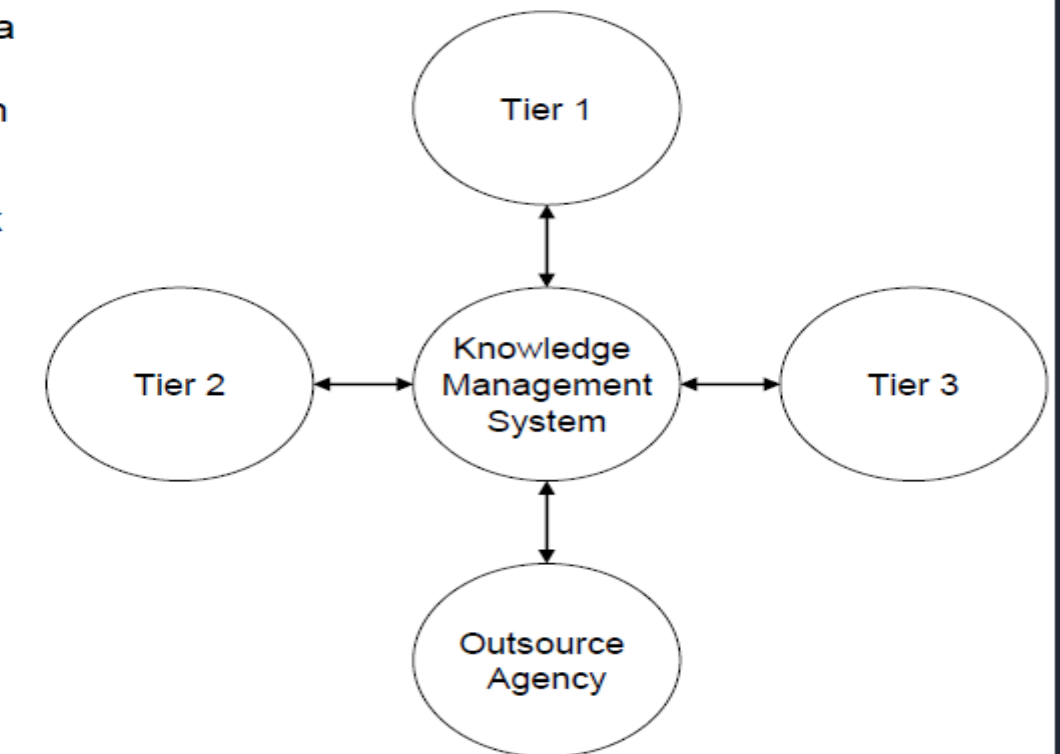 a
n
Tier 1
Tier 2
Knowledge
Management
System
Tier 3
Outsource
Agency